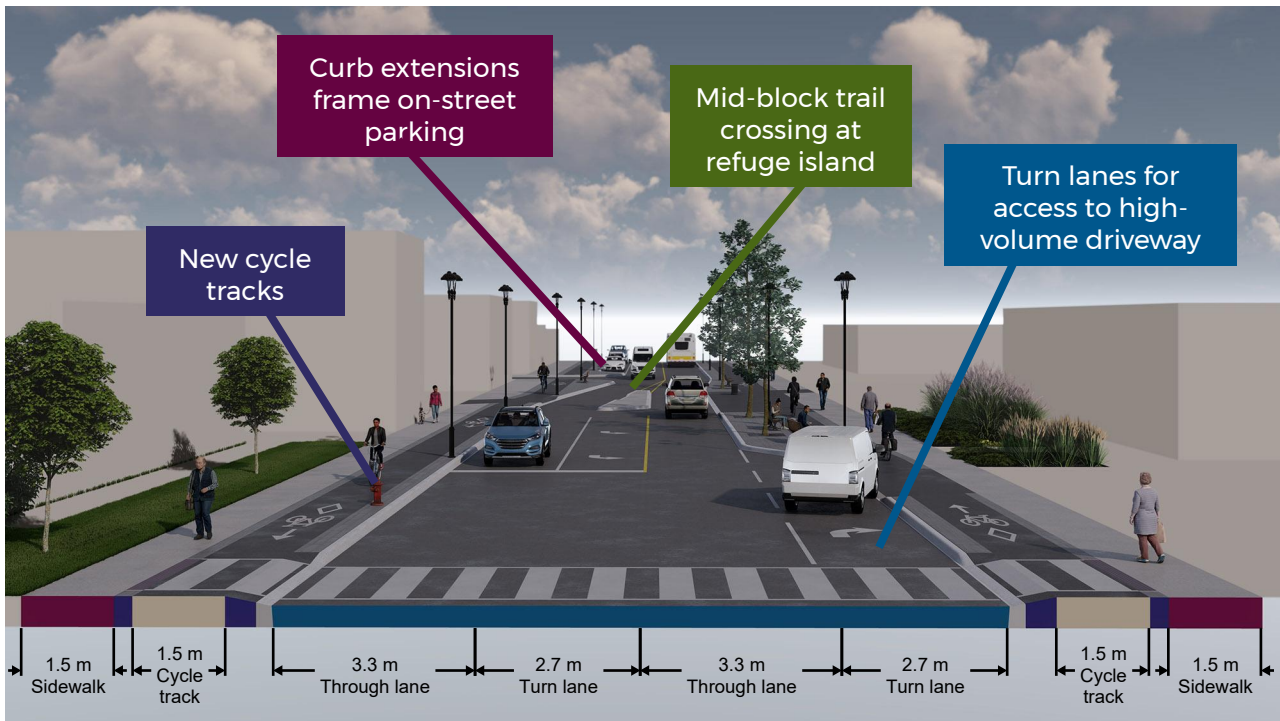 Curb extensions
frame on-street
parking
Mid-block trail
crossing at
refuge island
Turn lanes for
access to high-
volume driveway
New cycle
tracks
1.5 m
Sidewalk
1.5 m
Cycle
track
3.3 m
Through lane
2.7 m
Turn lane
3.3 m
Through lane
2.7 m
Turn lane
1.5 m
Cycle
track
1.5 m
Sidewalk